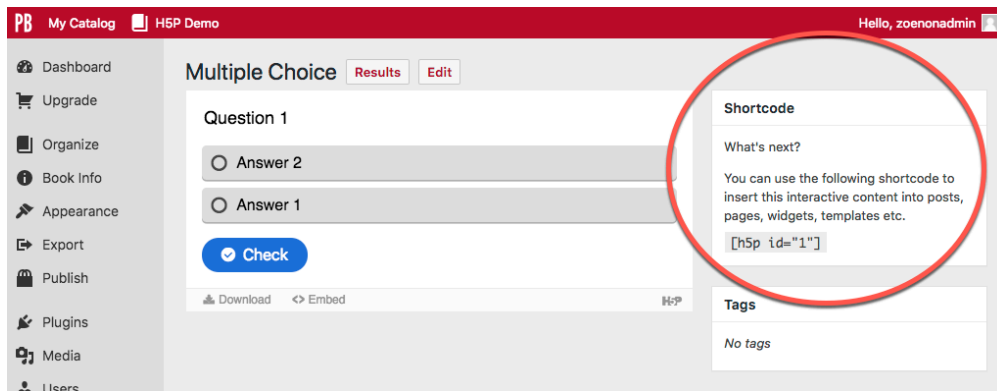 PB My Catalog H5P Demo Hello, zoenonadmin
Dashboard
Upgrade
Organize
Book Info
Appearance
Export
Publish
Plugins
Media
Users
Multiple Choice Results Edit
Question 1
Answer 2
Answer 1
Check
Download <> Embed H5P
Shortcode
What's next?
You can use the following shortcode to
insert this interactive content into posts,
pages, widgets, templates etc.
[h5p id="1"]
Tags
No tags